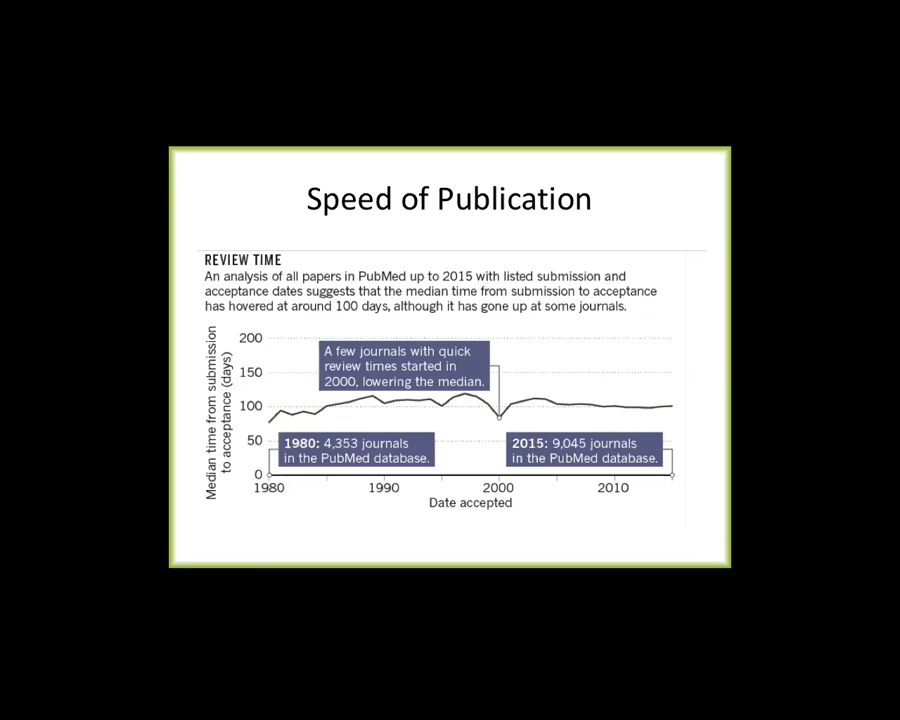 Speed of Publication
REVIEW TIME
An analysis of all papers in PubMed up to 2015 with listed submission and
acceptance dates suggests that the median time from submission to acceptance
has hovered at around 100 days, although it has gone up at some journals.
Median time from submission
to acceptance (days)
200
150
100
50
0
A few journals with quick
review times started in
2000, lowering the median.
1980: 4,353 journals
in the PubMed database.
2015: 9,045 journals
in the PubMed database.
1980 1990 2000 2010
Date accepted